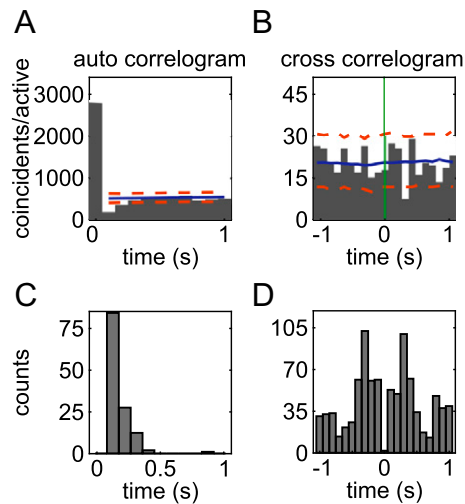 A
auto correlogram
coincidents/active
3000
2000
1000
0
0
1
time (s)
B
cross correlogram
45
30
15
0
-1
0
1
time (s)
C
counts
75
50
25
0
0
0.5
1
time (s)
D
105
70
35
0
-1
0
1
time (s)